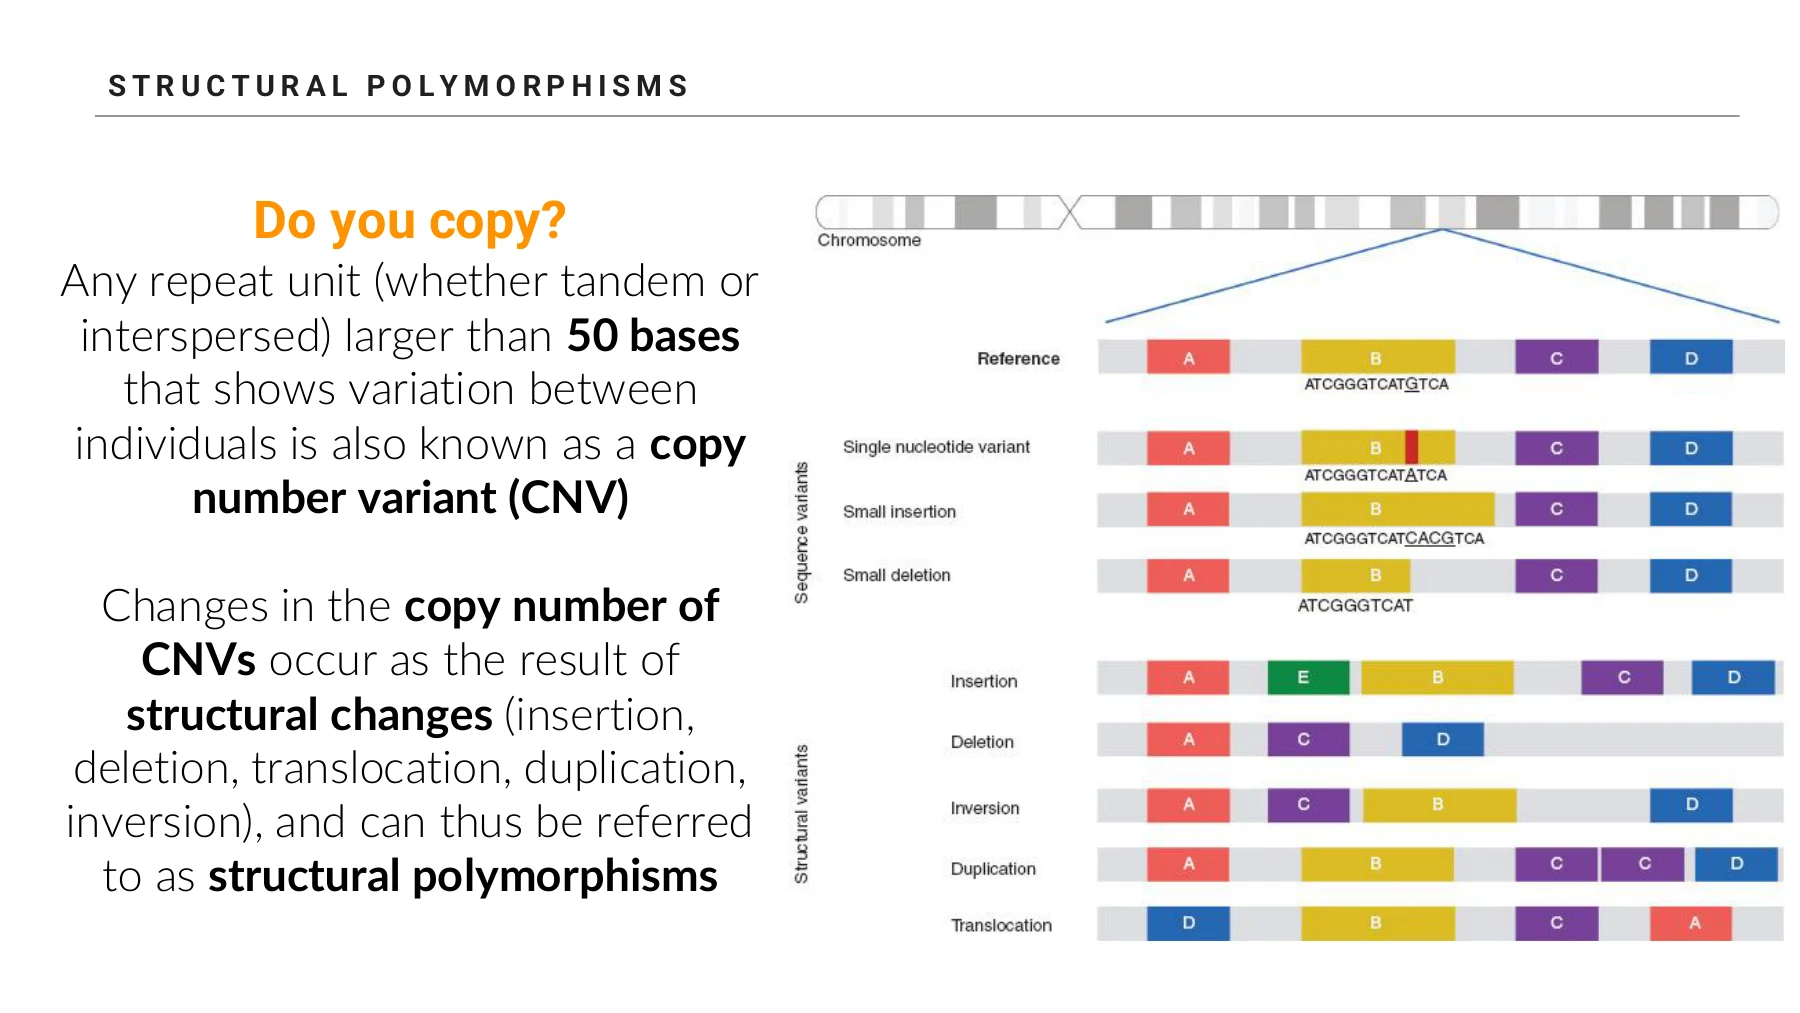 STRUCTURAL POLYMORPHISMS
Do you copy?
Any repeat unit (whether tandem or
interspersed) larger than 50 bases
that shows variation between
individuals is also known as a copy
number variant (CNV)
Changes in the copy number of
CNVs occur as the result of
structural changes (insertion,
deletion, translocation, duplication,
inversion), and can thus be referred
to as structural polymorphisms
Chromosome
Reference
A B C D
ATCGGGTCATGTCA
Sequence variants
Single nucleotide variant
A B C D
ATCGGGTCATATCA
Small insertion
A B C D
ATCGGGTCATCACGTCA
Small deletion
A B C D
ATCGGGTCAT
Structural variants
Insertion
A E B C D
Deletion
A C D
Inversion
A C B D
Duplication
A B C C D
Translocation
D B C A